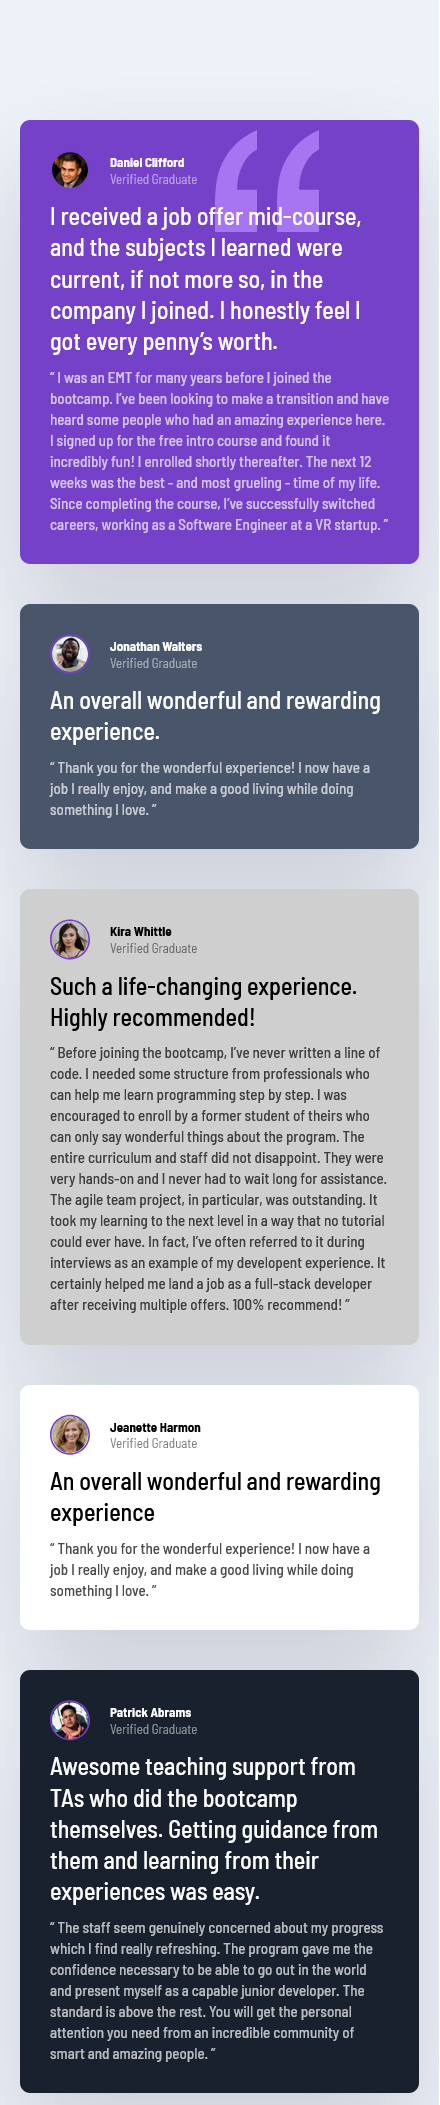 Daniel Clifford
Verified Graduate
I received a job offer mid-course,
and the subjects I learned were
current, if not more so, in the
company I joined. I honestly feel I
got every penny’s worth.
“ I was an EMT for many years before I joined the
bootcamp. I’ve been looking to make a transition and have
heard some people who had an amazing experience here.
I signed up for the free intro course and found it
incredibly fun! I enrolled shortly thereafter. The next 12
weeks was the best - and most grueling - time of my life.
Since completing the course, I’ve successfully switched
careers, working as a Software Engineer at a VR startup. ”
Jonathan Walters
Verified Graduate
An overall wonderful and rewarding
experience.
“ Thank you for the wonderful experience! I now have a
job I really enjoy, and make a good living while doing
something I love. ”
Kira Whittle
Verified Graduate
Such a life-changing experience.
Highly recommended!
“ Before joining the bootcamp, I’ve never written a line of
code. I needed some structure from professionals who
can help me learn programming step by step. I was
encouraged to enroll by a former student of theirs who
can only say wonderful things about the program. The
entire curriculum and staff did not disappoint. They were
very hands-on and I never had to wait long for assistance.
The agile team project, in particular, was outstanding. It
took my learning to the next level in a way that no tutorial
could ever have. In fact, I’ve often referred to it during
interviews as an example of my developent experience. It
certainly helped me land a job as a full-stack developer
after receiving multiple offers. 100% recommend! ”
Jeanette Harmon
Verified Graduate
An overall wonderful and rewarding
experience
“ Thank you for the wonderful experience! I now have a
job I really enjoy, and make a good living while doing
something I love. ”
Patrick Abrams
Verified Graduate
Awesome teaching support from
TAs who did the bootcamp
themselves. Getting guidance from
them and learning from their
experiences was easy.
“ The staff seem genuinely concerned about my progress
which I find really refreshing. The program gave me the
confidence necessary to be able to go out in the world
and present myself as a capable junior developer. The
standard is above the rest. You will get the personal
attention you need from an incredible community of
smart and amazing people. ”